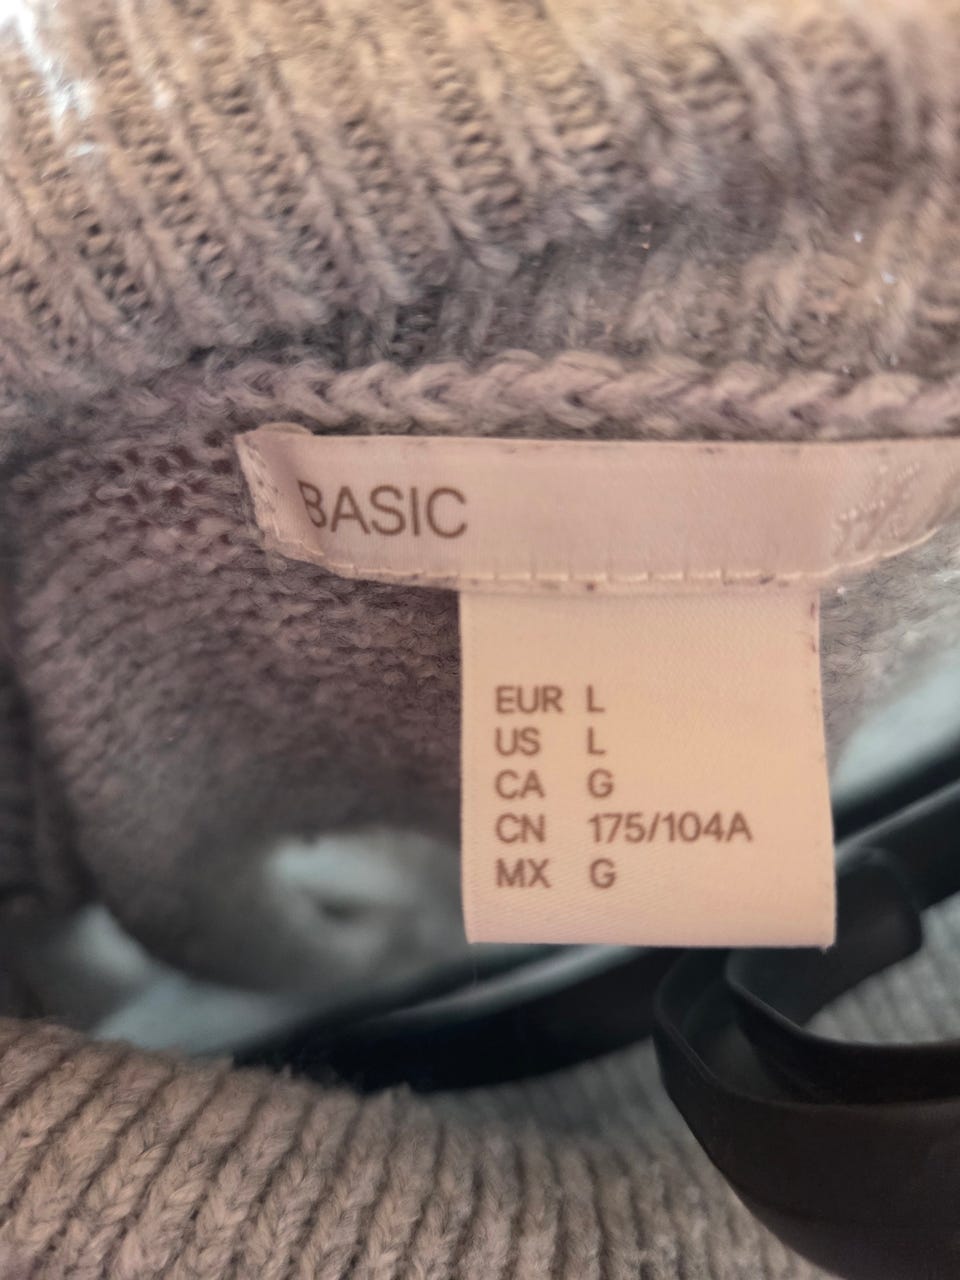 BASIC
EUR L
US L
CA G
CN 175/104A
MX G